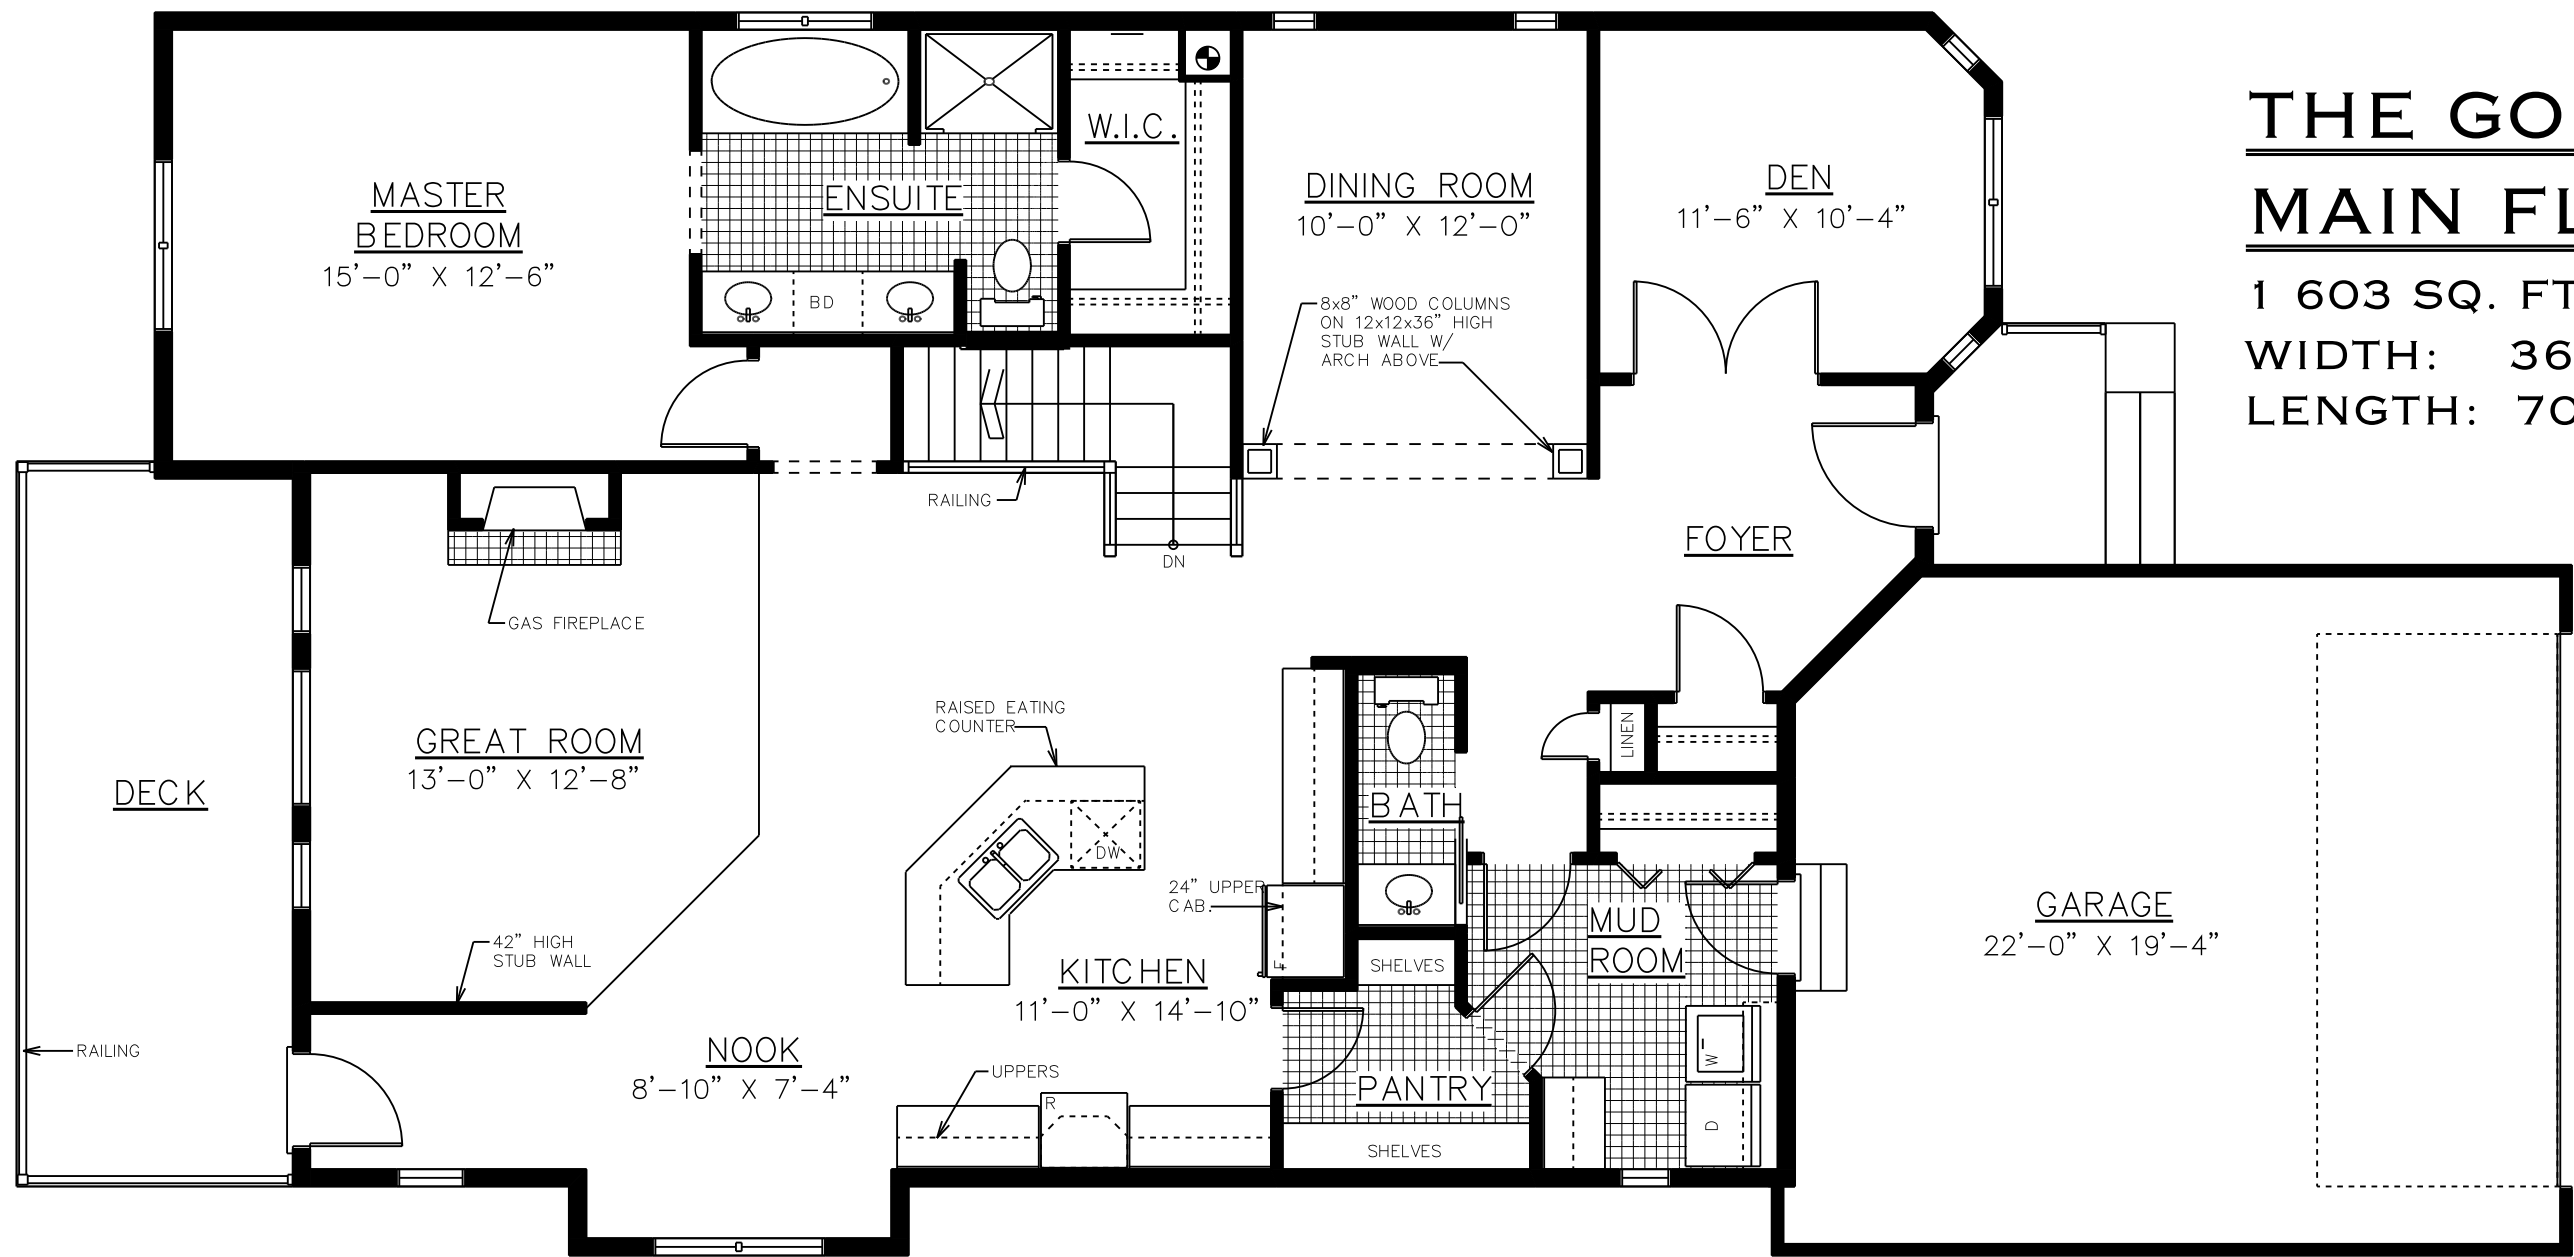 MASTER
BEDROOM
15'-0" X 12'-6"
ENSUITE
BD
W.I.C.
DINING ROOM
10'-0" X 12'-0"
8x8" WOOD COLUMNS
ON 12x12x36" HIGH
STUB WALL W/
ARCH ABOVE
DEN
11'-6" X 10'-4"
THE GO
MAIN FL
1 603 SQ. FT
WIDTH: 36
LENGTH: 70
RAILING
DN
FOYER
GAS FIREPLACE
GREAT ROOM
13'-0" X 12'-8"
DECK
RAISED EATING
COUNTER
DW
LINEN
BATH
24" UPPER
CAB.
F
42" HIGH
STUB WALL
KITCHEN
11'-0" X 14'-10"
SHELVES
MUD
ROOM
GARAGE
22'-0" X 19'-4"
RAILING
NOOK
8'-10" X 7'-4"
UPPERS
R
PANTRY
SHELVES
W
D